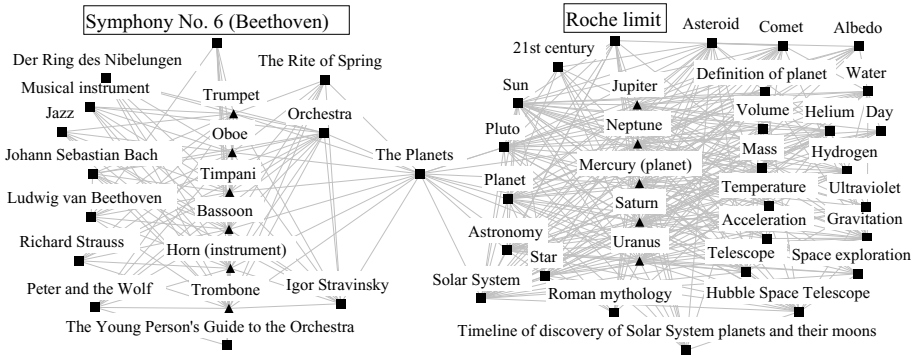 Symphony No. 6 (Beethoven)
Der Ring des Nibelungen
The Rite of Spring
Musical instrument
Trumpet
Jazz
Orchestra
Oboe
Johann Sebastian Bach
Timpani
The Planets
Ludwig van Beethoven
Bassoon
Richard Strauss
Horn (instrument)
Peter and the Wolf
Trombone
Igor Stravinsky
The Young Person's Guide to the Orchestra
Roche limit
Asteroid
Comet
Albedo
21st century
Sun
Jupiter
Definition of planet
Water
Volume
Helium
Day
Pluto
Neptune
Mass
Hydrogen
Planet
Mercury (planet)
Temperature
Ultraviolet
Saturn
Acceleration
Gravitation
Astronomy
Uranus
Star
Telescope
Space exploration
Solar System
Roman mythology
Hubble Space Telescope
Timeline of discovery of Solar System planets and their moons